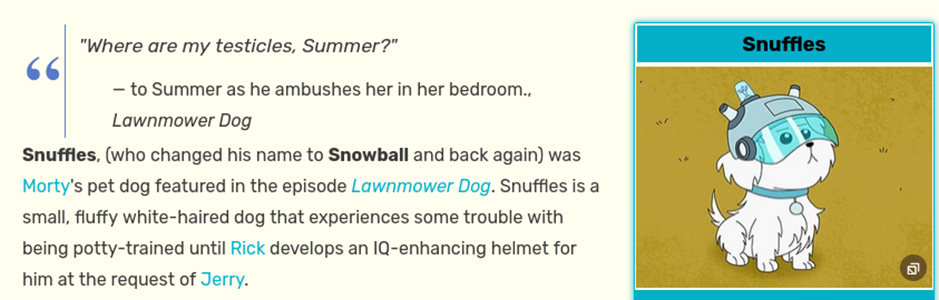 "Where are my testicles, Summer?"
— to Summer as he ambushes her in her bedroom.,
Lawnmower Dog
Snuffles, (who changed his name to Snowball and back again) was
Morty's pet dog featured in the episode Lawnmower Dog. Snuffles is a
small, fluffy white-haired dog that experiences some trouble with
being potty-trained until Rick develops an IQ-enhancing helmet for
him at the request of Jerry.
Snuffles